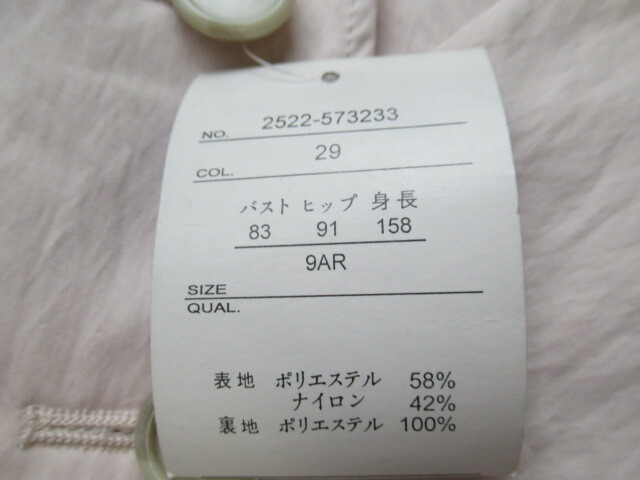 NO. 2522-573233
COL. 29
バスト ヒップ 身長
83 91 158
9AR
SIZE
QUAL.
表地 ポリエステル 58%
ナイロン 42%
裏地 ポリエステル 100%